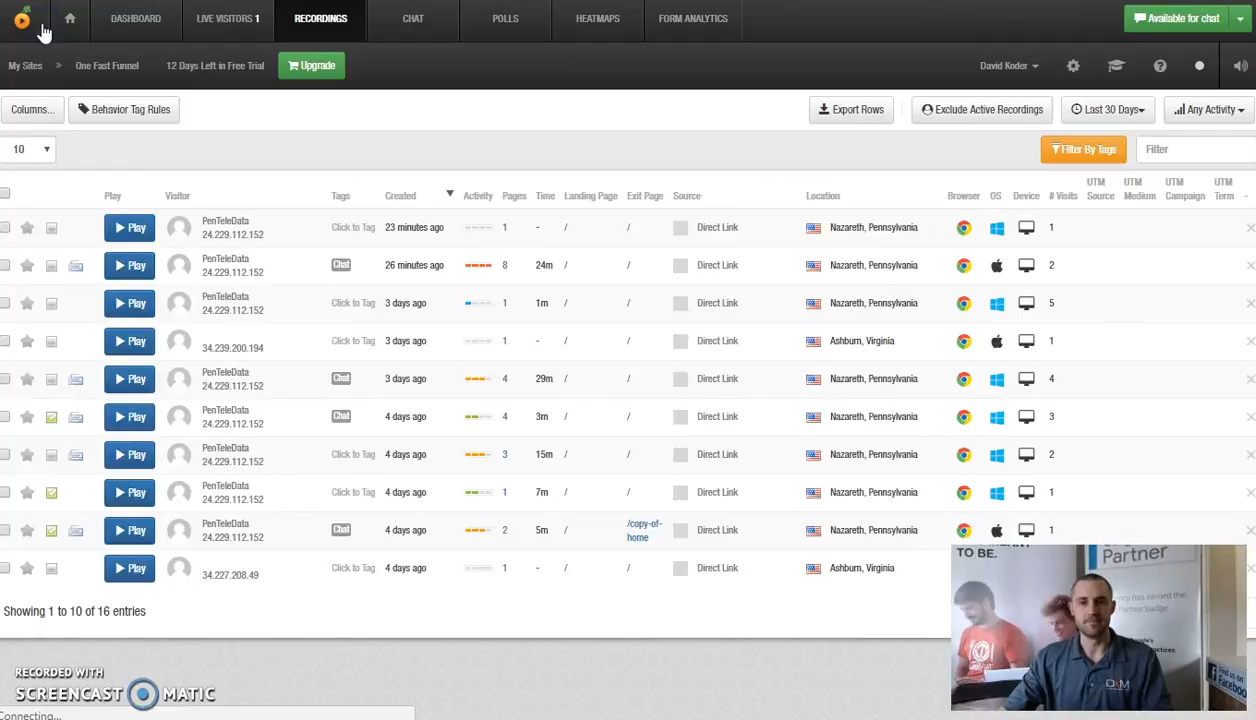 DASHBOARD LIVE VISITORS 1 RECORDINGS CHAT POLLS HEATMAPS FORM ANALYTICS Available for chat
My Sites » One Fast Funnel 12 Days Left in Free Trial Upgrade David Koder
Columns... Behavior Tag Rules Export Rows Exclude Active Recordings Last 30 Days Any Activity
10 Filter By Tags Filter
Play Visitor Tags Created Activity Pages Time Landing Page Exit Page Source Location Browser OS Device # Visits UTM Source UTM Medium UTM Campaign UTM Term
Play PenTeleData 24.229.112.152 Click to Tag 23 minutes ago 1 - / / Direct Link Nazareth, Pennsylvania 1
Play PenTeleData 24.229.112.152 Chat 26 minutes ago 8 24m / / Direct Link Nazareth, Pennsylvania 2
Play PenTeleData 24.229.112.152 Click to Tag 3 days ago 1 1m / / Direct Link Nazareth, Pennsylvania 5
Play 34.239.200.194 Click to Tag 3 days ago 1 - / / Direct Link Ashburn, Virginia 1
Play PenTeleData 24.229.112.152 Chat 3 days ago 4 29m / / Direct Link Nazareth, Pennsylvania 4
Play PenTeleData 24.229.112.152 Chat 4 days ago 4 3m / / Direct Link Nazareth, Pennsylvania 3
Play PenTeleData 24.229.112.152 Click to Tag 4 days ago 3 15m / / Direct Link Nazareth, Pennsylvania 2
Play PenTeleData 24.229.112.152 Click to Tag 4 days ago 1 7m / / Direct Link Nazareth, Pennsylvania 1
Play PenTeleData 24.229.112.152 Chat 4 days ago 2 5m / /copy-of-home Direct Link Nazareth, Pennsylvania 1
Play 34.227.208.49 Click to Tag 4 days ago 1 - / / Direct Link Ashburn, Virginia
Showing 1 to 10 of 16 entries
TO BE.
Partner
Find us on
Faceboo
RECORDED WITH
SCREENCAST MATIC
Connecting...